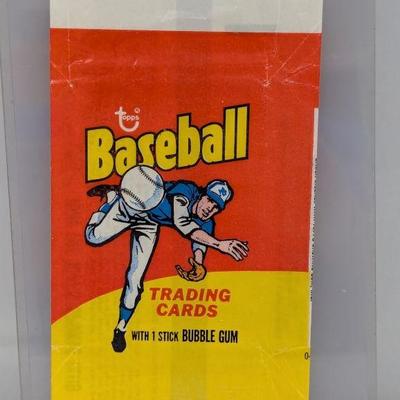 topps
Baseball
TRADING
CARDS
WITH 1 STICK BUBBLE GUM